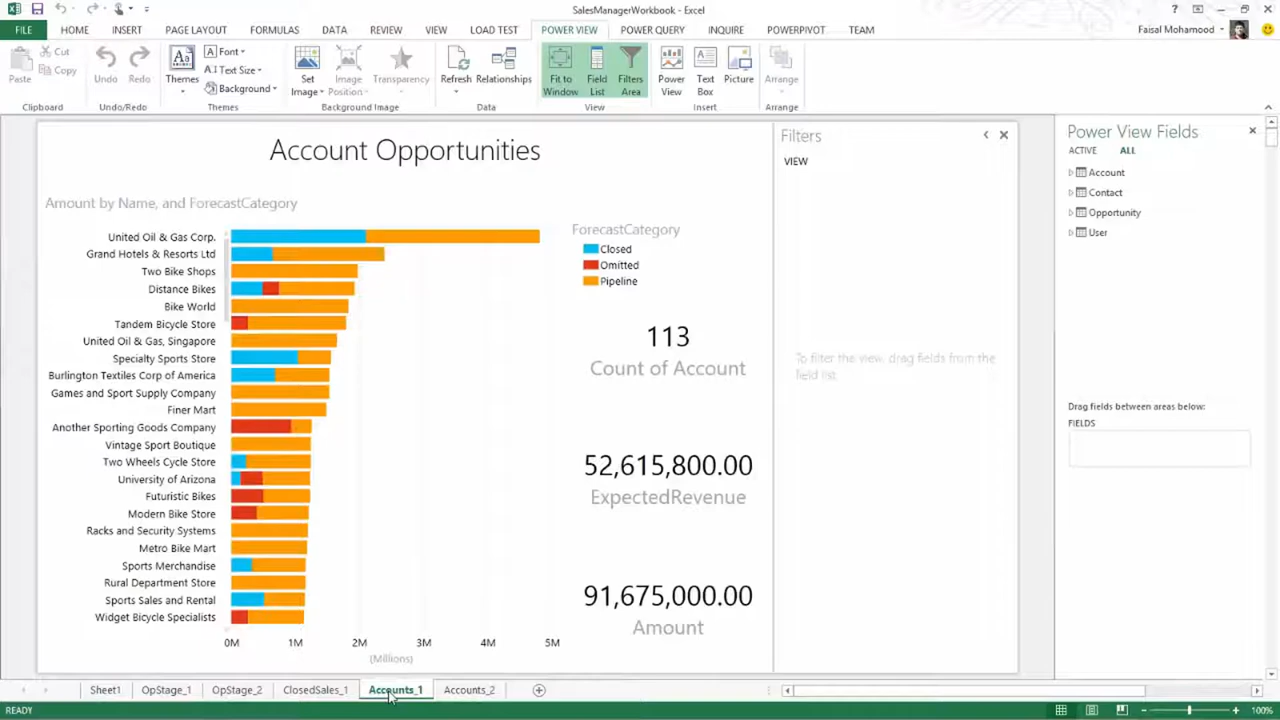 SalesManagerWorkbook - Excel
FILE HOME INSERT PAGE LAYOUT FORMULAS DATA REVIEW VIEW LOAD TEST POWER VIEW POWER QUERY INQUIRE POWERPIVOT TEAM Faisal Mohamood
Paste
Cut
Copy
Clipboard
Undo Redo
Undo/Redo
Themes
Font
Text Size
Background
Themes
Set Image
Image Position
Transparency
Background Image
Refresh Relationships
Data
Fit to Window
Field List
Filters Area
View
Power View
Text Box
Picture
Insert
Arrange
Arrange
Account Opportunities
Amount by Name, and ForecastCategory
United Oil & Gas Corp.
Grand Hotels & Resorts Ltd
Two Bike Shops
Distance Bikes
Bike World
Tandem Bicycle Store
United Oil & Gas, Singapore
Specialty Sports Store
Burlington Textiles Corp of America
Games and Sport Supply Company
Finer Mart
Another Sporting Goods Company
Vintage Sport Boutique
Two Wheels Cycle Store
University of Arizona
Futuristic Bikes
Modern Bike Store
Racks and Security Systems
Metro Bike Mart
Sports Merchandise
Rural Department Store
Sports Sales and Rental
Widget Bicycle Specialists
0M 1M 2M 3M 4M 5M
(Millions)
ForecastCategory
Closed
Omitted
Pipeline
113
Count of Account
52,615,800.00
ExpectedRevenue
91,675,000.00
Amount
Filters
VIEW
To filter the view, drag fields from the
field list.
Power View Fields
ACTIVE ALL
Account
Contact
Opportunity
User
Drag fields between areas below:
FIELDS
Sheet1 OpStage_1 OpStage_2 ClosedSales_1 Accounts_1 Accounts_2
READY
100%